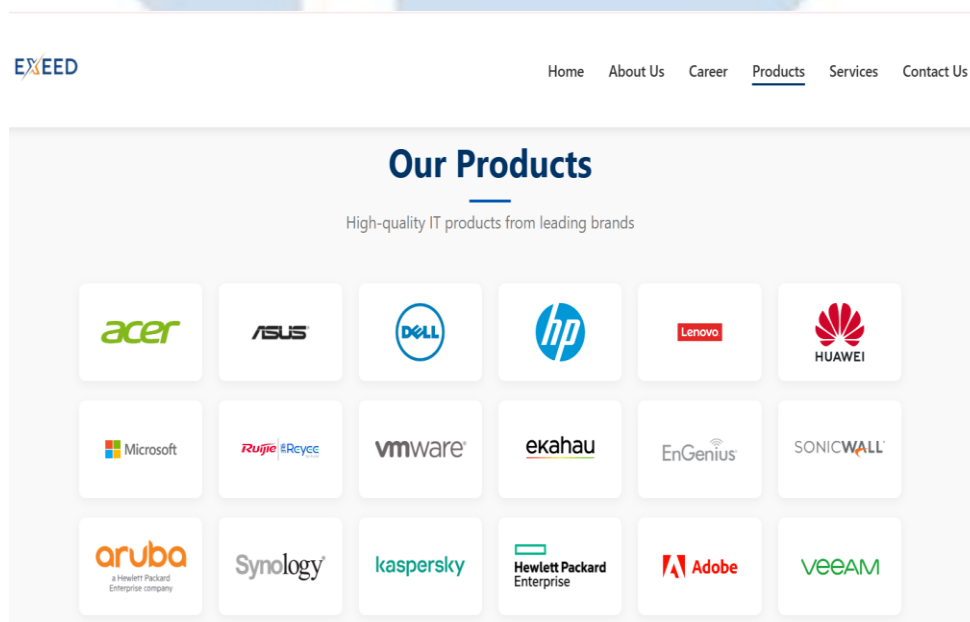 EXEED
Home About Us Career Products Services Contact Us
Our Products
High-quality IT products from leading brands
acer
ASUS
DELL
hp
Lenovo
HUAWEI
Microsoft
Ruijie Reyee
vmware
ekahau
EnGenius
SONICWALL
aruba
a Hewlett Packard
Enterprise company
Synology
kaspersky
Hewlett Packard
Enterprise
Adobe
veeAM